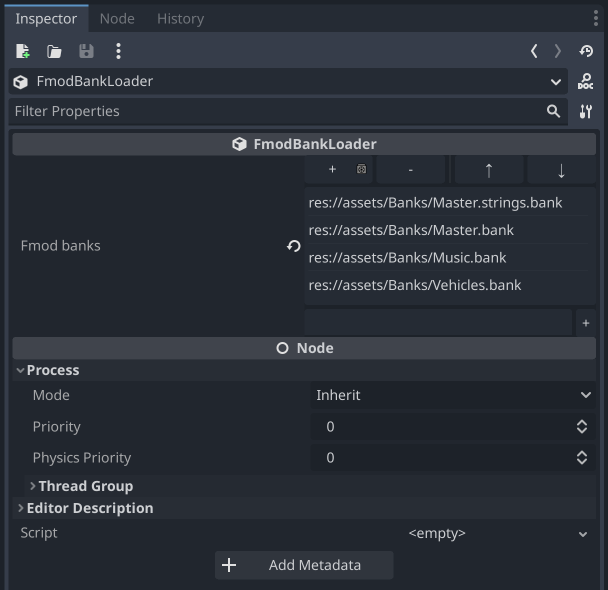 Inspector Node History
FmodBankLoader
DOC
Filter Properties
FmodBankLoader
+ - ↑ ↓
Fmod banks
res://assets/Banks/Master.strings.bank
res://assets/Banks/Master.bank
res://assets/Banks/Music.bank
res://assets/Banks/Vehicles.bank
+
Node
Process
Mode Inherit
Priority 0
Physics Priority 0
Thread Group
Editor Description
Script <empty>
+ Add Metadata